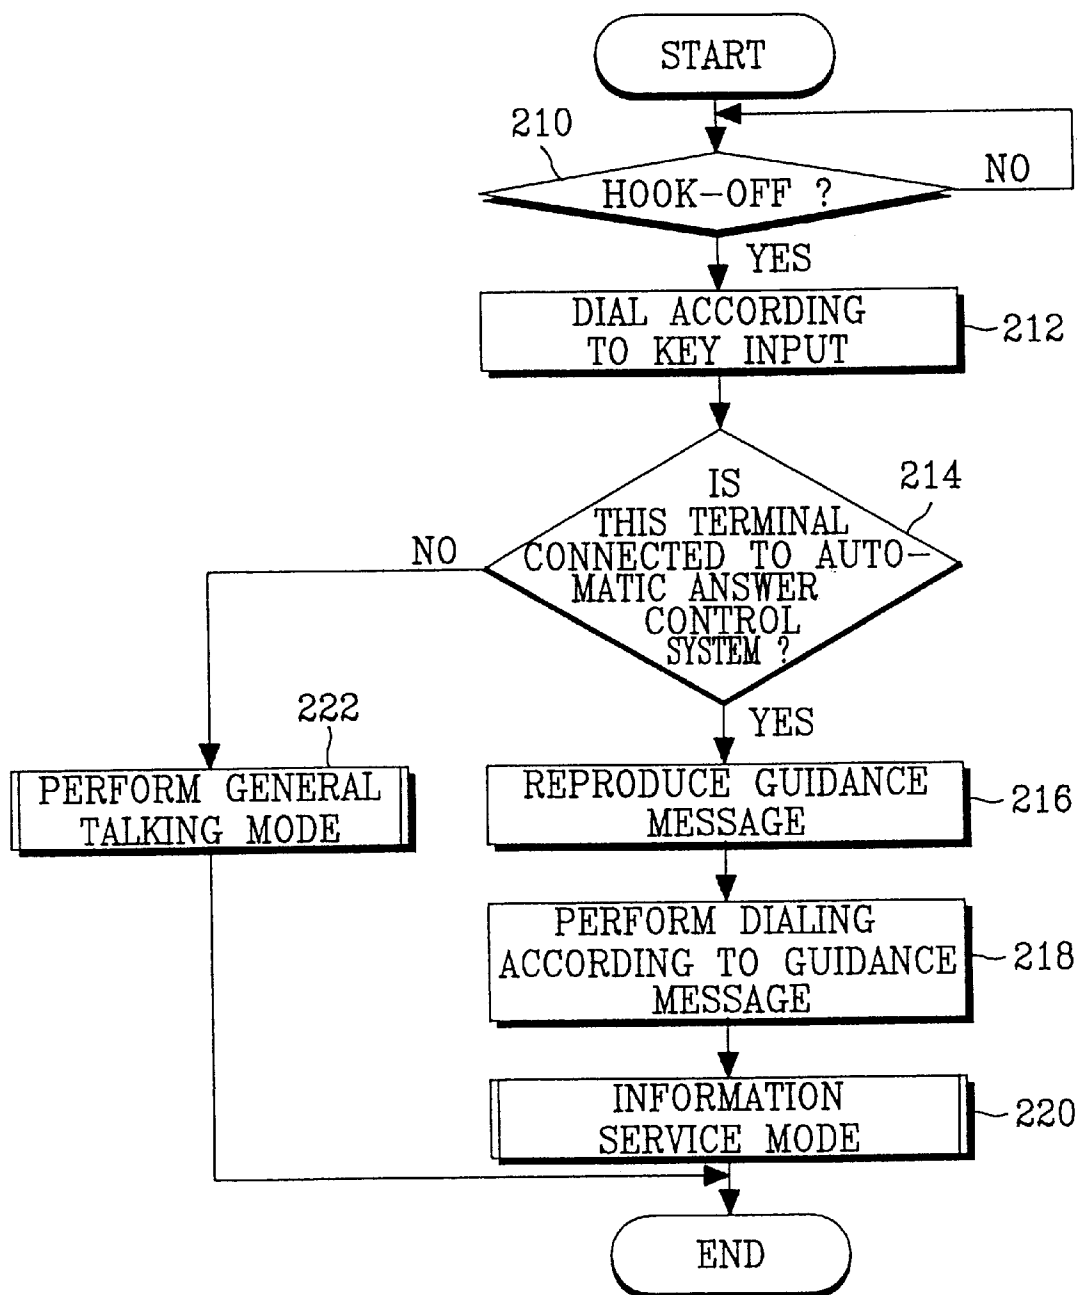 START
210
HOOK-OFF ?
NO
YES
DIAL ACCORDING
TO KEY INPUT
212
214
IS
THIS TERMINAL
CONNECTED TO AUTO-
MATIC ANSWER
CONTROL
SYSTEM ?
NO
YES
222
PERFORM GENERAL
TALKING MODE
REPRODUCE GUIDANCE
MESSAGE
216
PERFORM DIALING
ACCORDING TO GUIDANCE
MESSAGE
218
INFORMATION
SERVICE MODE
220
END